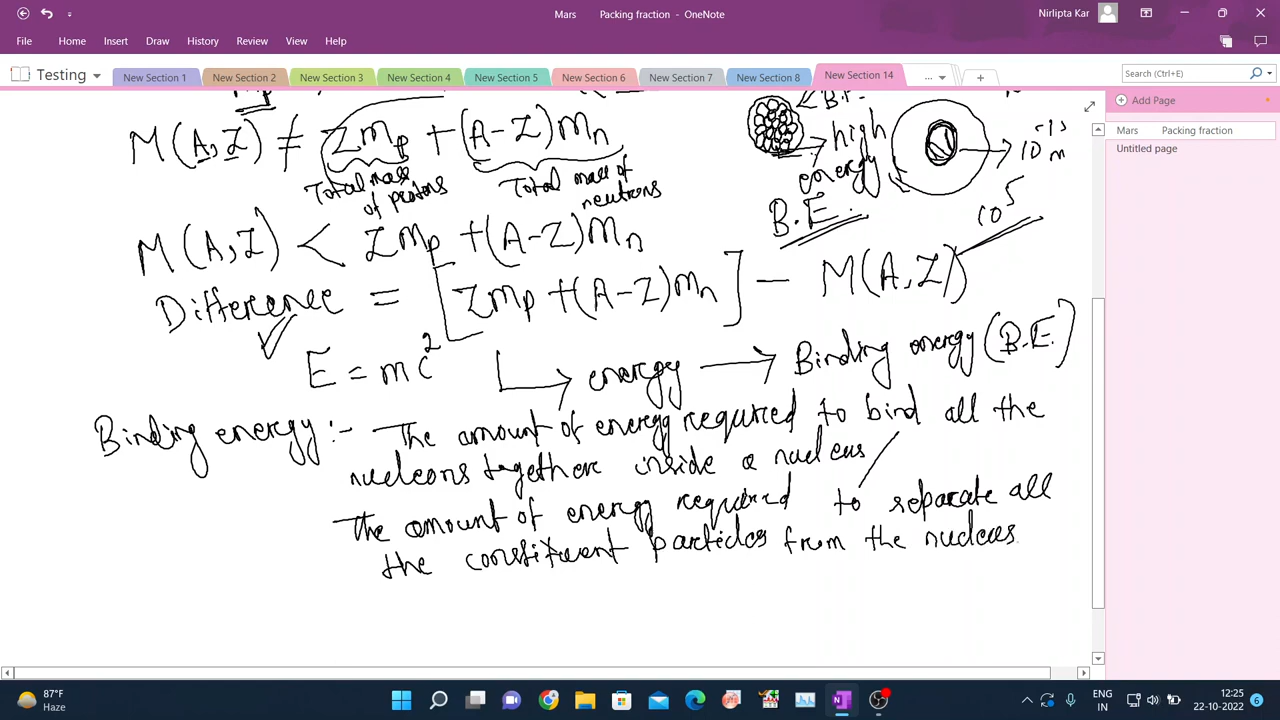 Mars Packing fraction - OneNote
Nirlipta Kar
File Home Insert Draw History Review View Help
Testing
New Section 1 New Section 2 New Section 3 New Section 4 New Section 5 New Section 6 New Section 7 New Section 8 New Section 14 ...
Search (Ctrl+E)
Add Page
Mars Packing fraction
Untitled page
mp
B.E.
M(A,Z) ≠ Zmp + (A-Z)mn
Total mass of protons
Total mass of neutrons
high energy
B.E.
10^-15 m
10^5
M(A,Z) < Zmp + (A-Z)mn
Difference = [Zmp + (A-Z)mn] - M(A,Z)
E = mc²
energy → Binding energy (B.E.)
Binding energy :- The amount of energy required to bind all the
nucleons together inside a nucleus
The amount of energy required to separate all
the constituent particles from the nucleus.
87°F
Haze
ENG
IN
12:25
22-10-2022